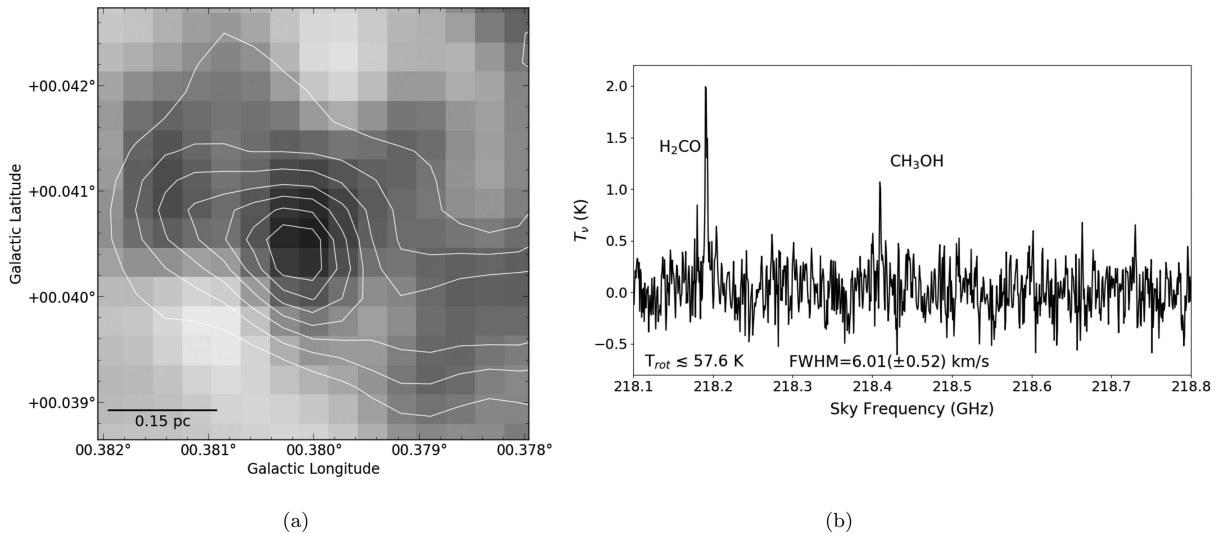 +00.042°
+00.041°
+00.040°
+00.039°
Galactic Latitude
0.15 pc
00.382° 00.381° 00.380° 00.379° 00.378°
Galactic Longitude
(a)
2.0
1.5
1.0
0.5
0.0
−0.5
T𝜈 (K)
H₂CO
CH₃OH
T_rot ≲ 57.6 K FWHM=6.01(±0.52) km/s
218.1 218.2 218.3 218.4 218.5 218.6 218.7 218.8
Sky Frequency (GHz)
(b)